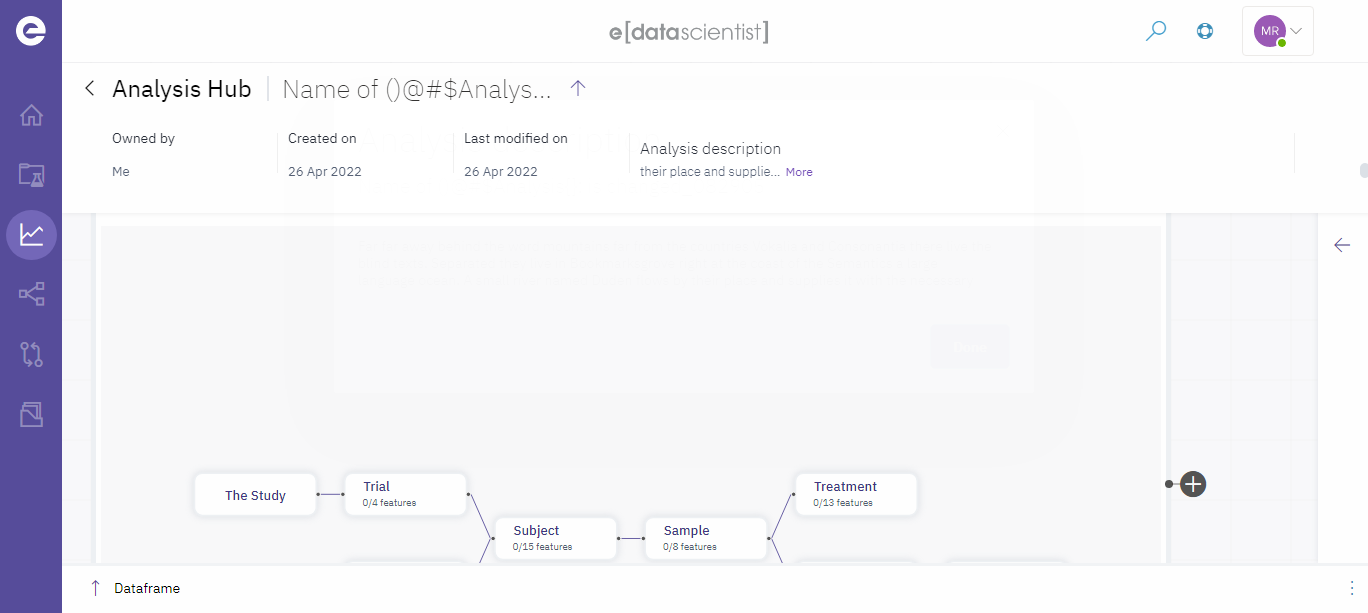 e[datascientist]
MR
Analysis Hub
Name of ()@#$Analys...
Owned by
Created on
Last modified on
Analysis description
Me
26 Apr 2022
26 Apr 2022
their place and supplie... More
The Study
Trial
0/4 features
Treatment
0/13 features
Subject
0/15 features
Sample
0/8 features
Dataframe